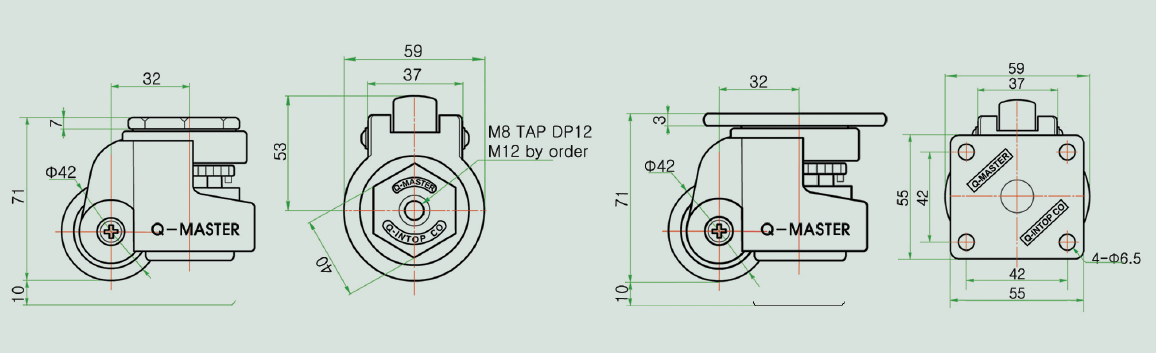 32
7
53
71
Φ42
Q-MASTER
10
59
37
M8 TAP DP12
M12 by order
Q-MASTER
Q-INTOP CO
40
32
3
71
Φ42
Q-MASTER
10
59
37
Q-MASTER
55
42
Q-INTOP CO
4-Φ6.5
42
55